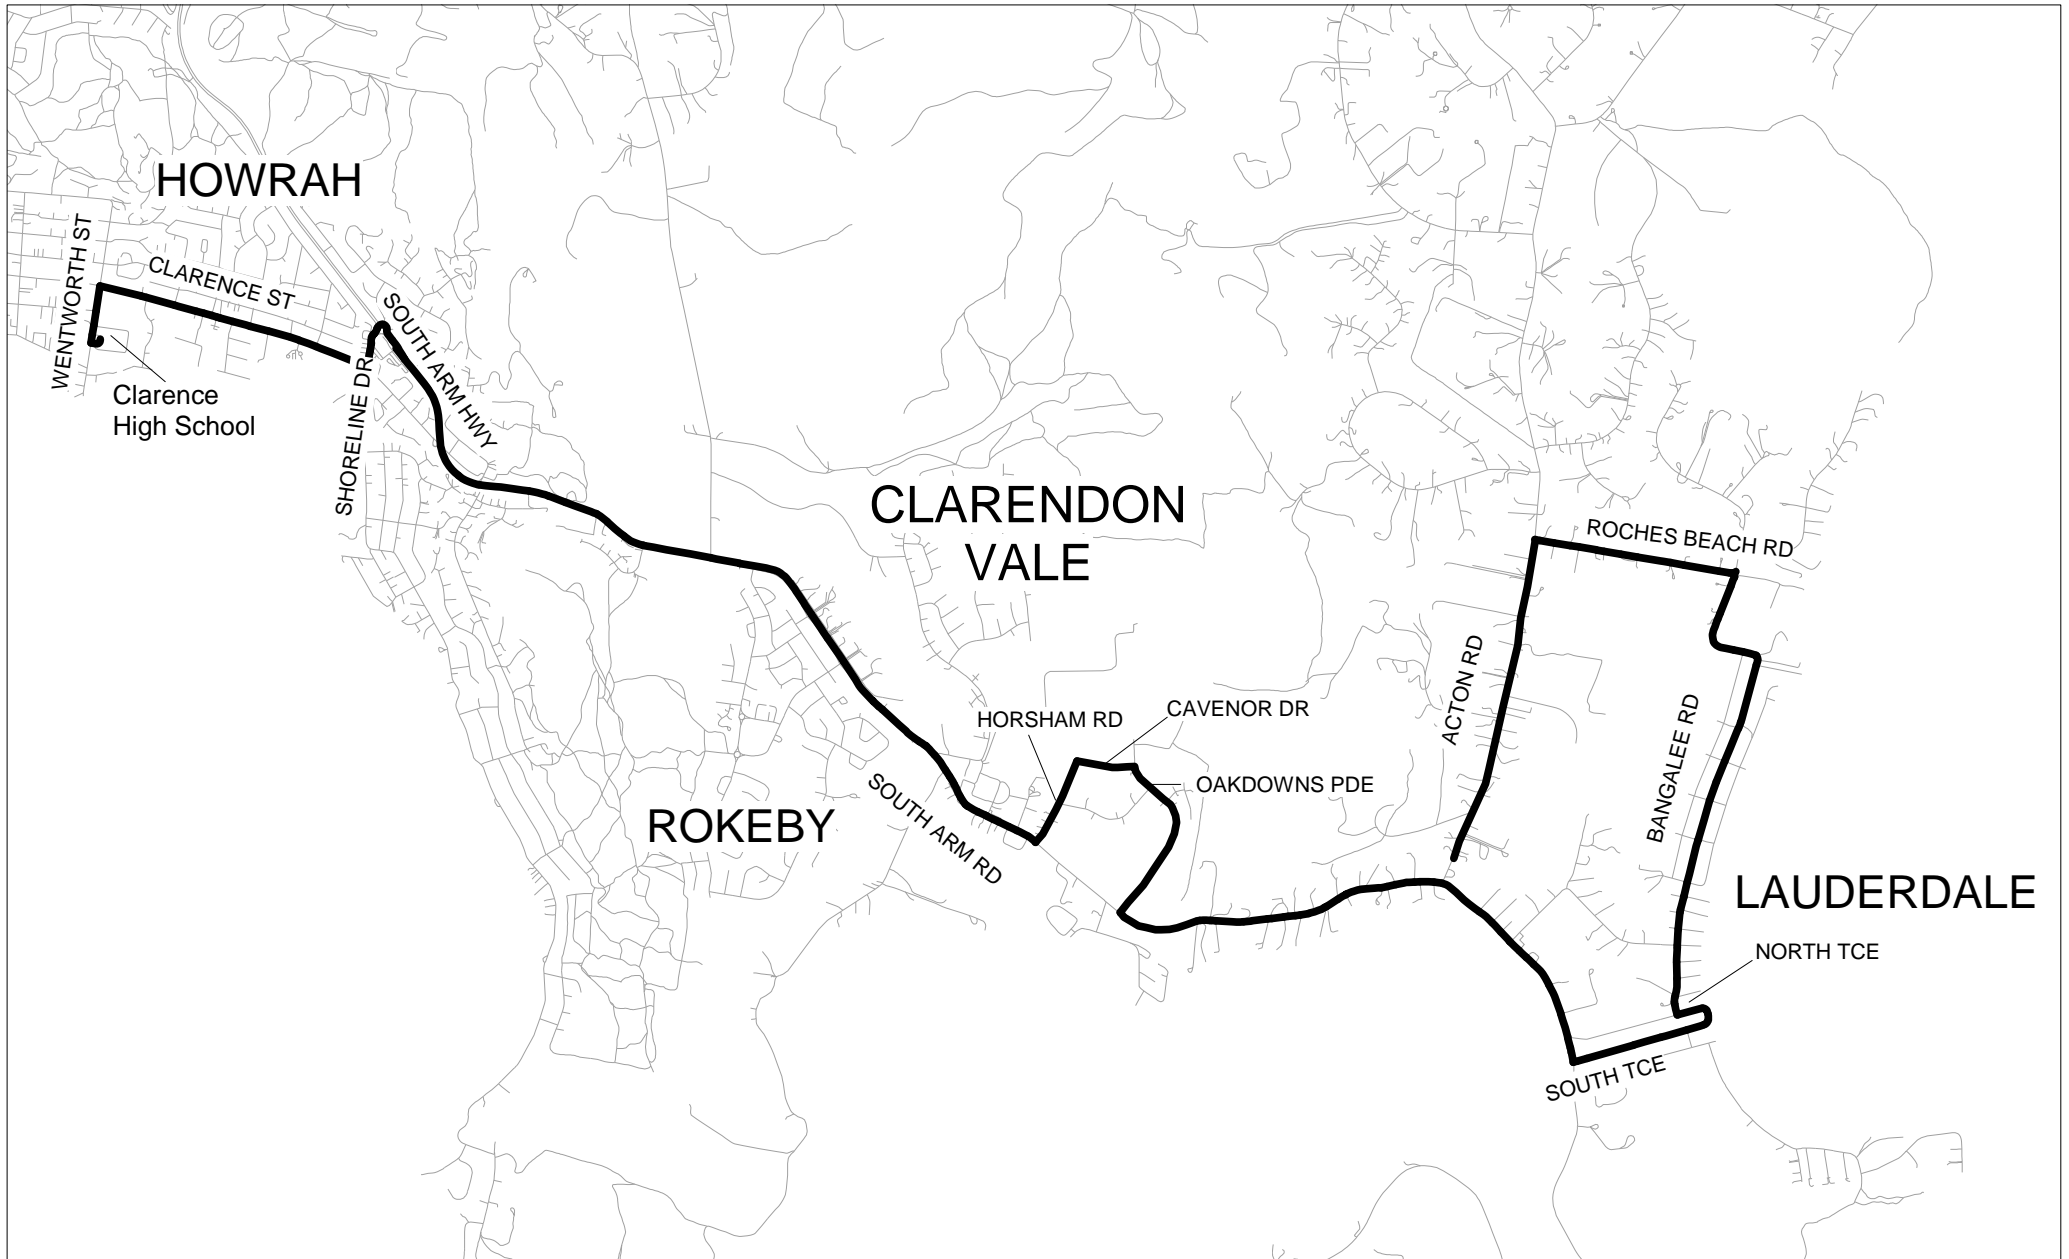 HOWRAH
WENTWORTH ST
CLARENCE ST
SOUTH ARM HWY
SHORELINE DR
Clarence
High School
CLARENDON
VALE
ROCHES BEACH RD
ACTON RD
HORSHAM RD
CAVENOR DR
BANGALEE RD
OAKDOWNS PDE
ROKEBY
SOUTH ARM RD
LAUDERDALE
NORTH TCE
SOUTH TCE